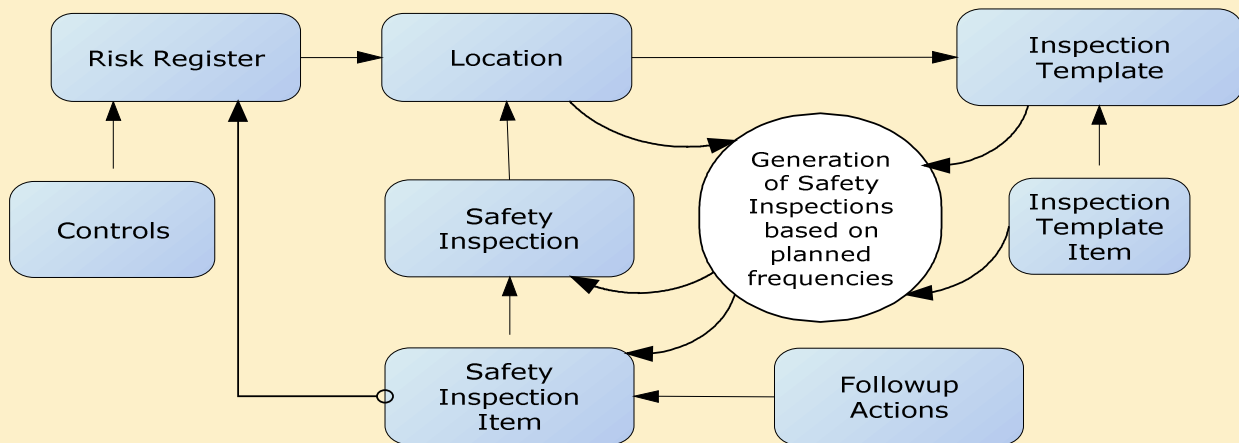 Risk Register
Location
Inspection
Template
Generation
of Safety
Inspections
based on
planned
frequencies
Controls
Safety
Inspection
Inspection
Template
Item
Safety
Inspection
Item
Followup
Actions